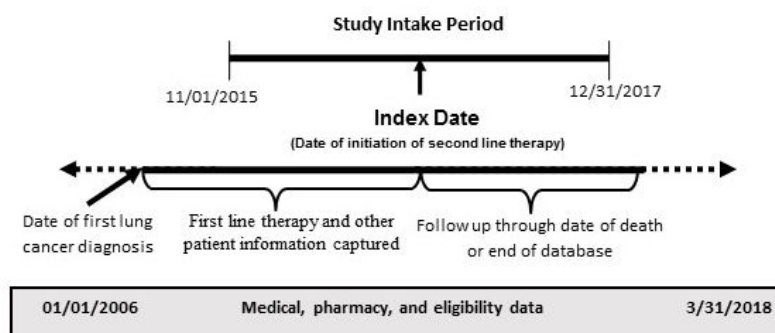 Study Intake Period
11/01/2015
12/31/2017
Index Date
(Date of initiation of second line therapy)
Date of first lung
cancer diagnosis
First line therapy and other
patient information captured
Follow up through date of death
or end of database
01/01/2006 Medical, pharmacy, and eligibility data 3/31/2018